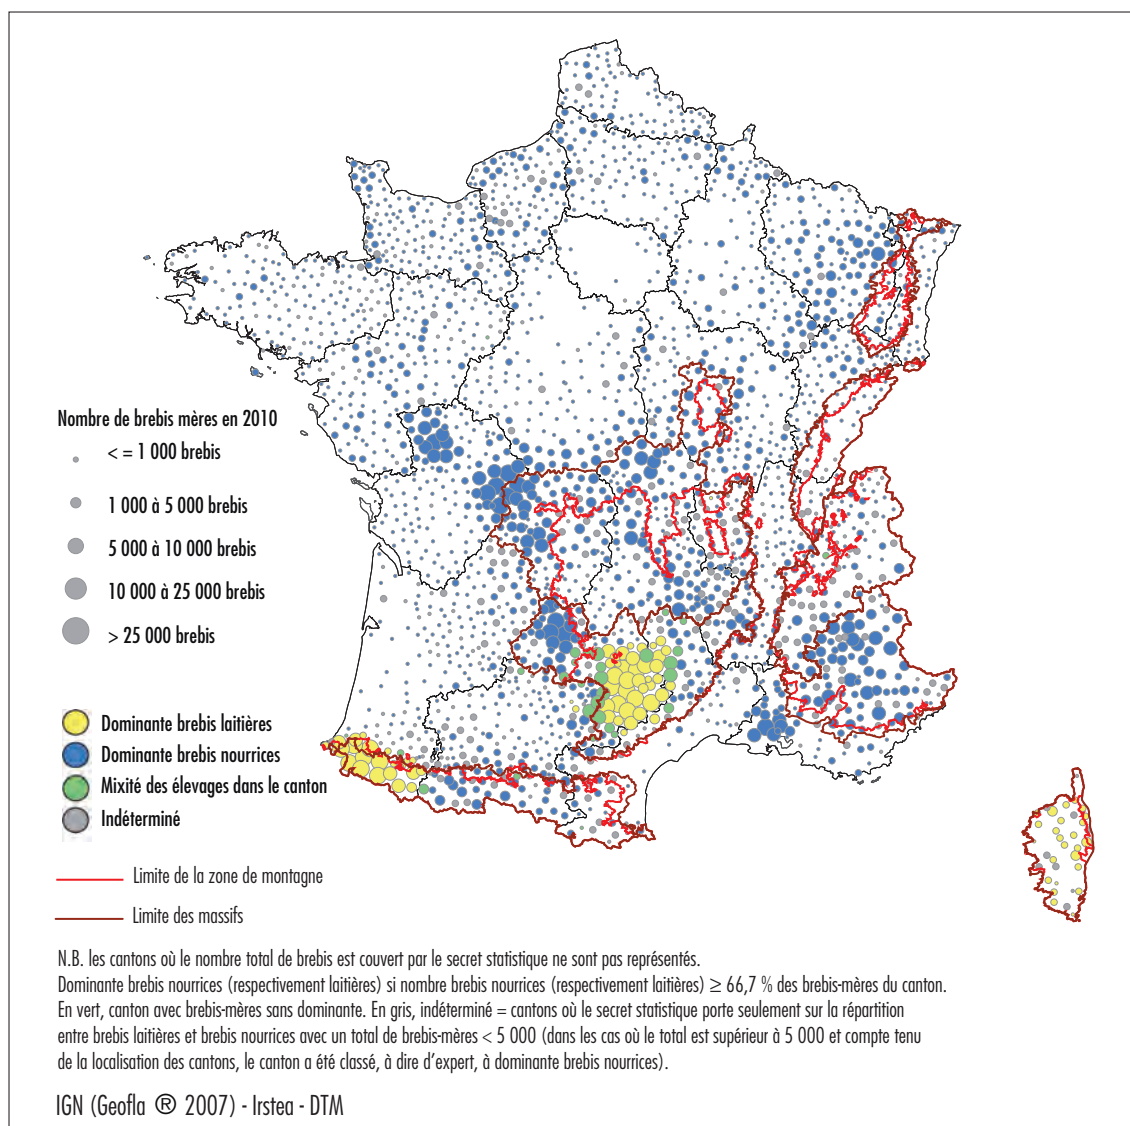 Nombre de brebis mères en 2010
< = 1 000 brebis
1 000 à 5 000 brebis
5 000 à 10 000 brebis
10 000 à 25 000 brebis
> 25 000 brebis
Dominante brebis laitières
Dominante brebis nourrices
Mixité des élevages dans le canton
Indéterminé
Limite de la zone de montagne
Limite des massifs
N.B. les cantons où le nombre total de brebis est couvert par le secret statistique ne sont pas représentés.
Dominante brebis nourrices (respectivement laitières) si nombre brebis nourrices (respectivement laitières) ≥ 66,7 % des brebis-mères du canton.
En vert, canton avec brebis-mères sans dominante. En gris, indéterminé = cantons où le secret statistique porte seulement sur la répartition
entre brebis laitières et brebis nourrices avec un total de brebis-mères < 5 000 (dans les cas où le total est supérieur à 5 000 et compte tenu
de la localisation des cantons, le canton a été classé, à dire d'expert, à dominante brebis nourrices).
IGN (Geofla ® 2007) - Irstea - DTM